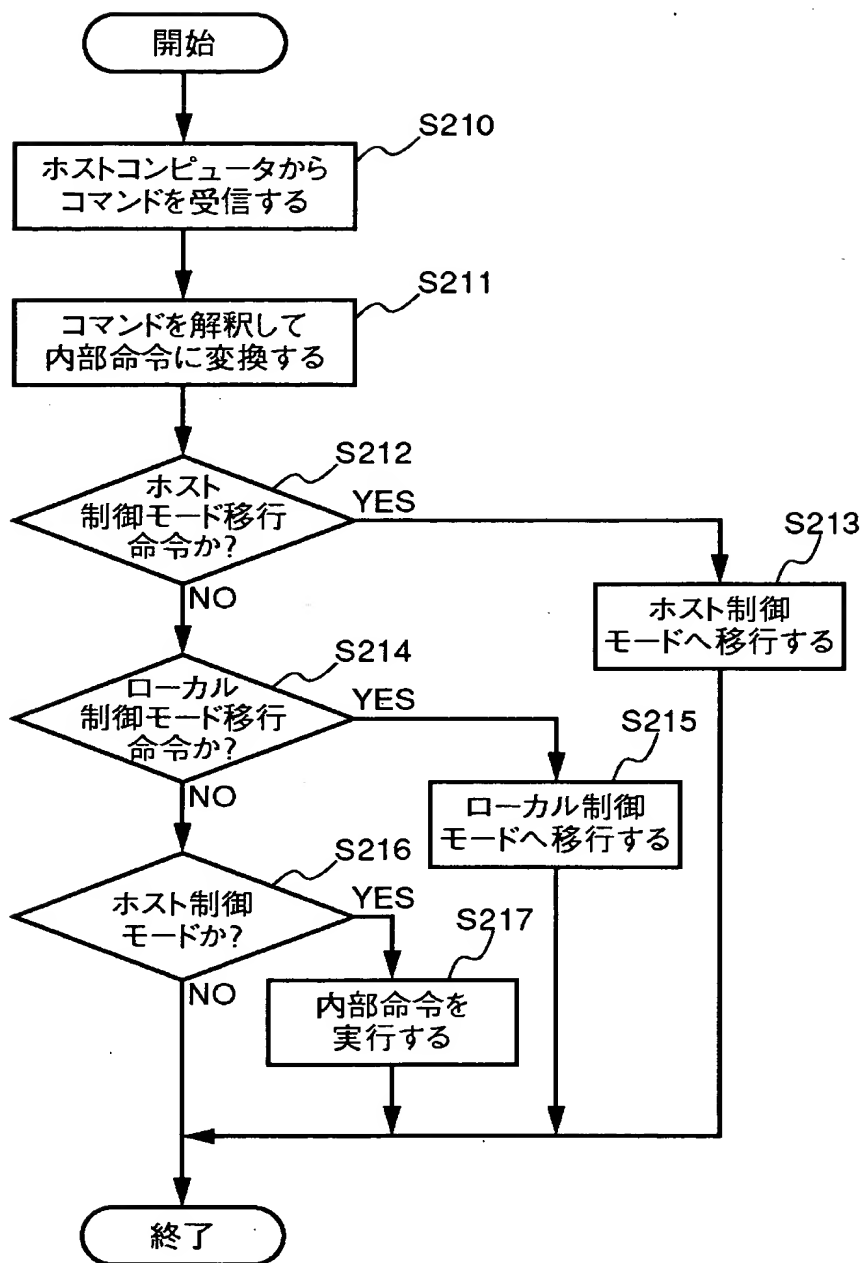 開始
S210
ホストコンピュータから
コマンドを受信する
S211
コマンドを解釈して
内部命令に変換する
S212
ホスト
制御モード移行
命令か?
YES
NO
S213
ホスト制御
モードへ移行する
S214
ローカル
制御モード移行
命令か?
YES
NO
S215
ローカル制御
モードへ移行する
S216
ホスト制御
モードか?
YES
NO
S217
内部命令を
実行する
終了